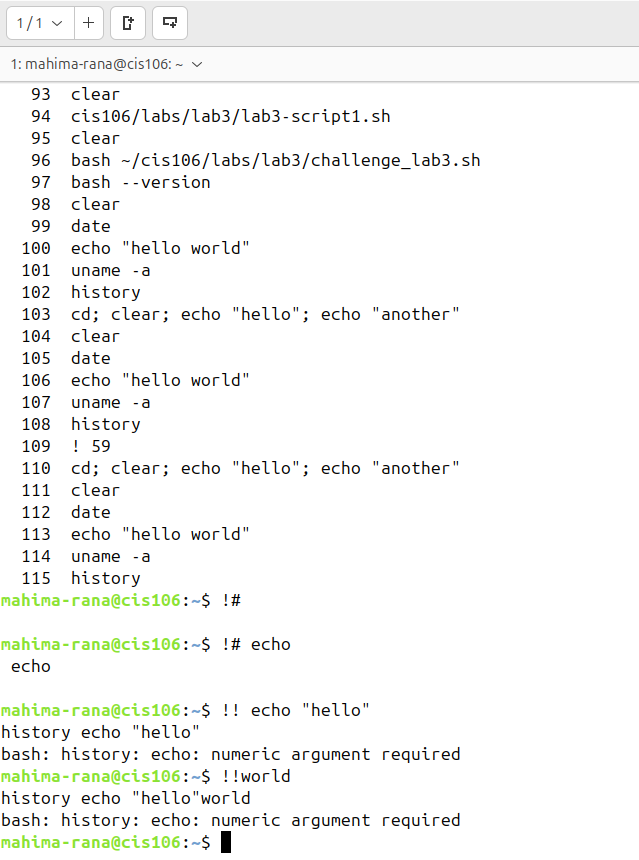 1 / 1
1: mahima-rana@cis106: ~
93 clear
94 cis106/labs/lab3/lab3-script1.sh
95 clear
96 bash ~/cis106/labs/lab3/challenge_lab3.sh
97 bash --version
98 clear
99 date
100 echo "hello world"
101 uname -a
102 history
103 cd; clear; echo "hello"; echo "another"
104 clear
105 date
106 echo "hello world"
107 uname -a
108 history
109 ! 59
110 cd; clear; echo "hello"; echo "another"
111 clear
112 date
113 echo "hello world"
114 uname -a
115 history
mahima-rana@cis106:~$ !#
mahima-rana@cis106:~$ !# echo
 echo
mahima-rana@cis106:~$ !! echo "hello"
history echo "hello"
bash: history: echo: numeric argument required
mahima-rana@cis106:~$ !!world
history echo "hello"world
bash: history: echo: numeric argument required
mahima-rana@cis106:~$